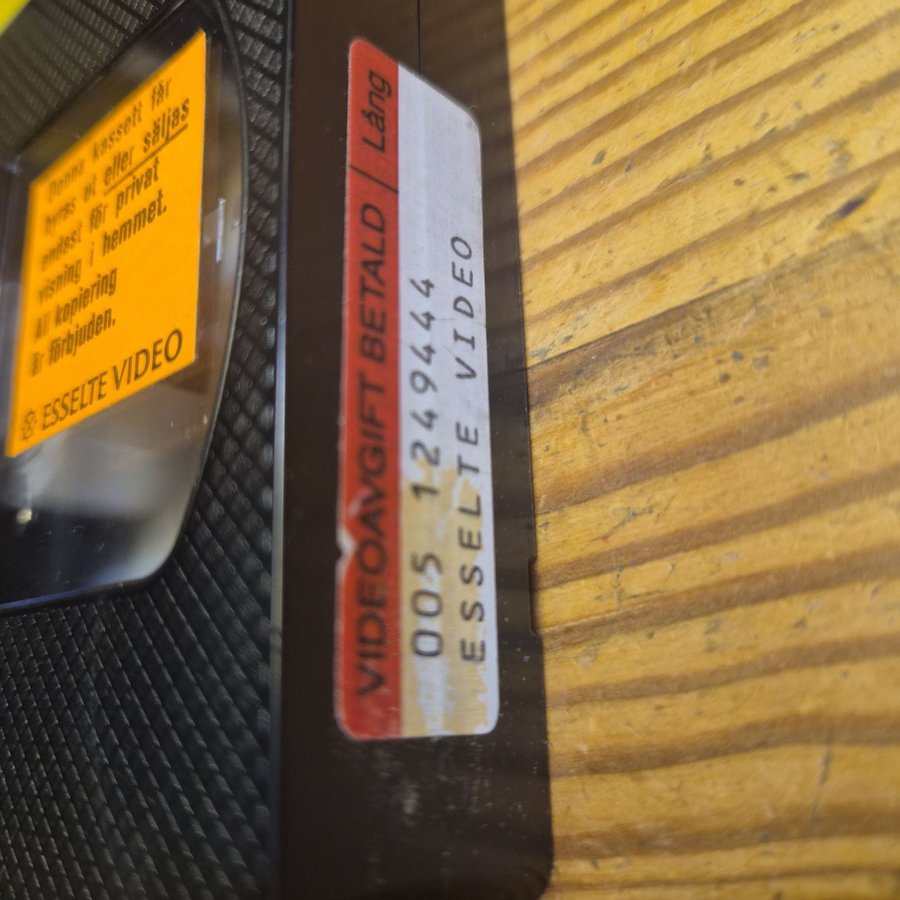 Denna kassett får
hyras ut eller säljas
endast för privat
visning i hemmet.
All kopiering
är förbjuden.
ESSELTE VIDEO
VIDEOAVGIFT BETALD | Lång
005 1249444
ESSELTE VIDEO